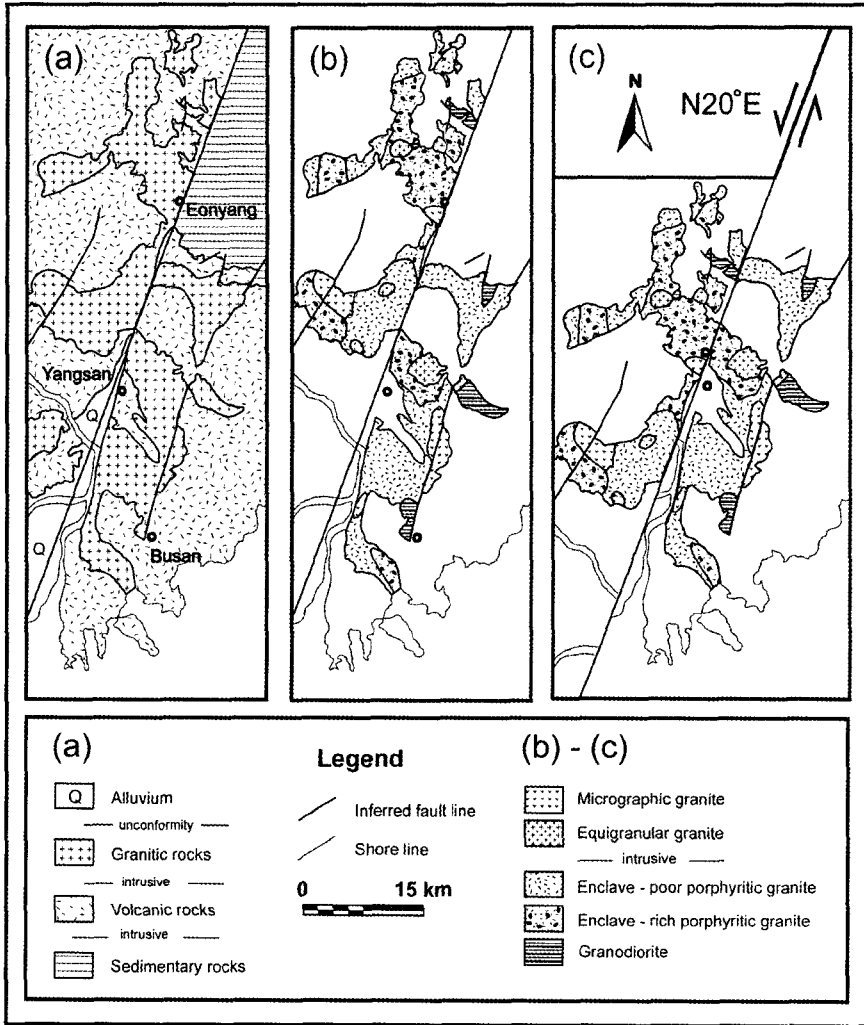 (a)
Eonyang
Yangsan
Q
Q
Busan
(b)
(c)
N
N20°E
(a)
Q Alluvium
unconformity
Granitic rocks
intrusive
Volcanic rocks
intrusive
Sedimentary rocks
Legend
Inferred fault line
Shore line
0 15 km
(b) - (c)
Micrographic granite
Equigranular granite
intrusive
Enclave - poor porphyritic granite
Enclave - rich porphyritic granite
Granodiorite